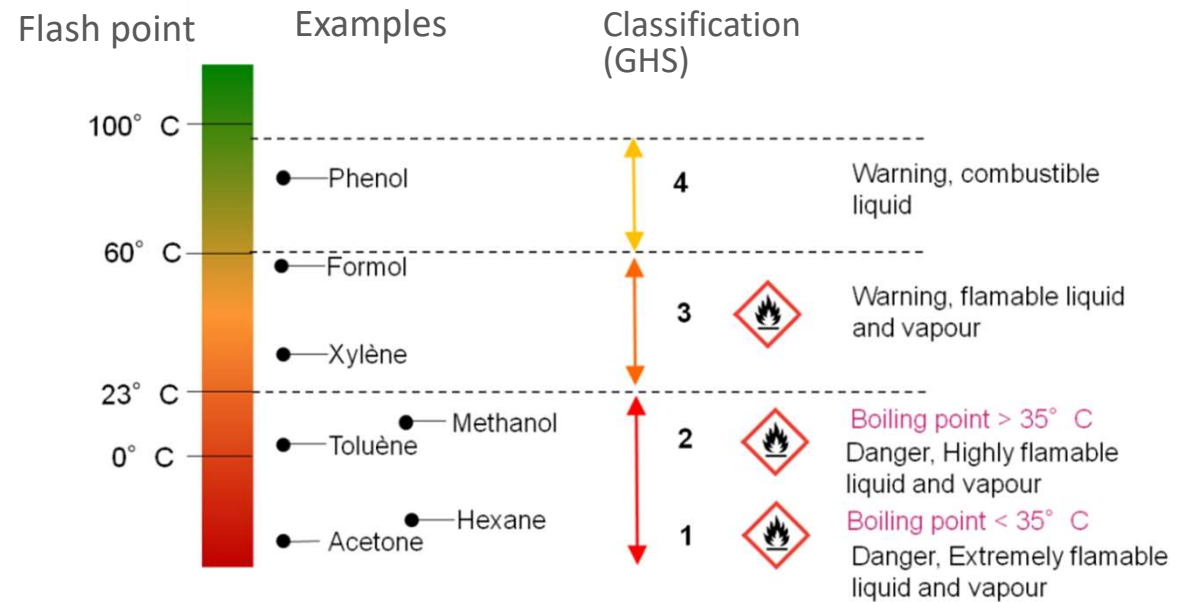 Flash point
Examples
Classification
(GHS)
100° C
Phenol
4
Warning, combustible
liquid
60° C
Formol
3
Warning, flamable liquid
and vapour
Xylène
23° C
Methanol
Toluène
2
Boiling point > 35° C
Danger, Highly flamable
liquid and vapour
0° C
Hexane
Acetone
1
Boiling point < 35° C
Danger, Extremely flamable
liquid and vapour